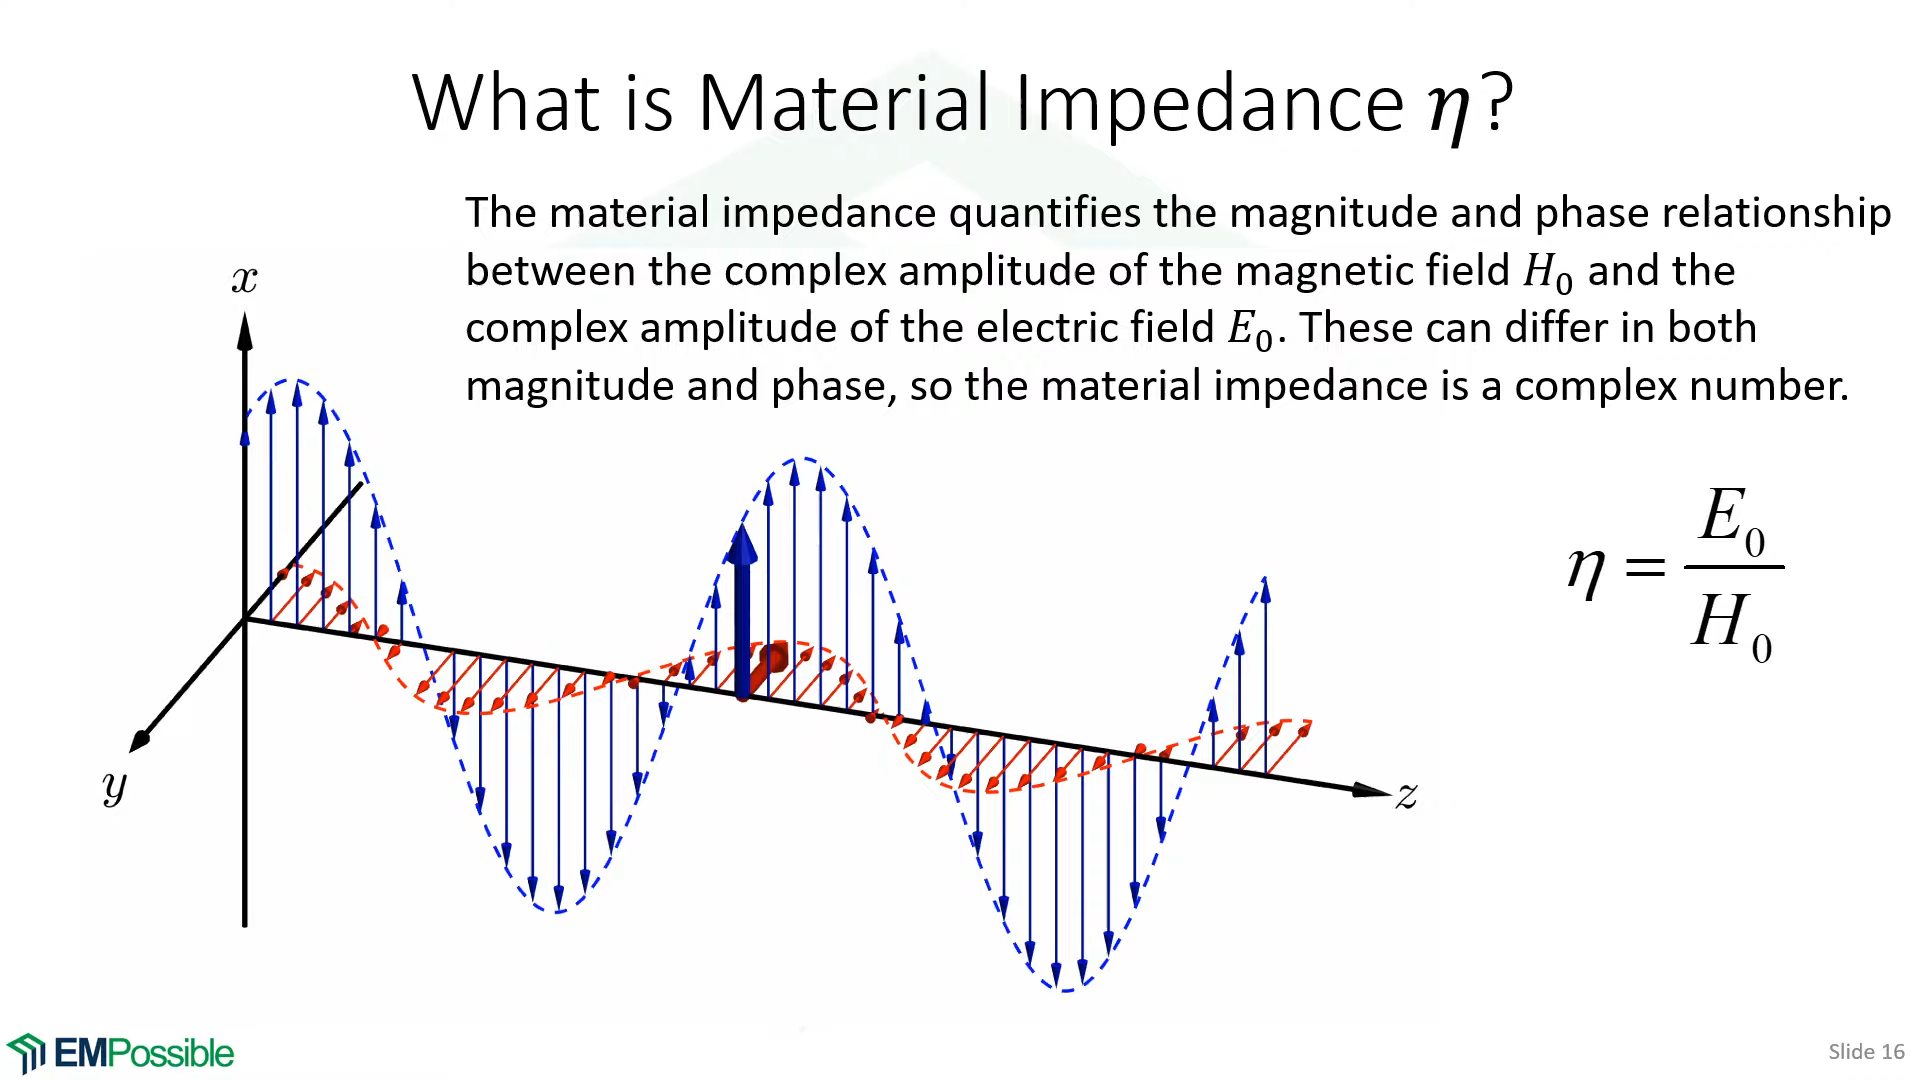 What is Material Impedance η?
The material impedance quantifies the magnitude and phase relationship
between the complex amplitude of the magnetic field H₀ and the
complex amplitude of the electric field E₀. These can differ in both
magnitude and phase, so the material impedance is a complex number.
x
y
z
η = E₀ / H₀
EMPossible
Slide 16